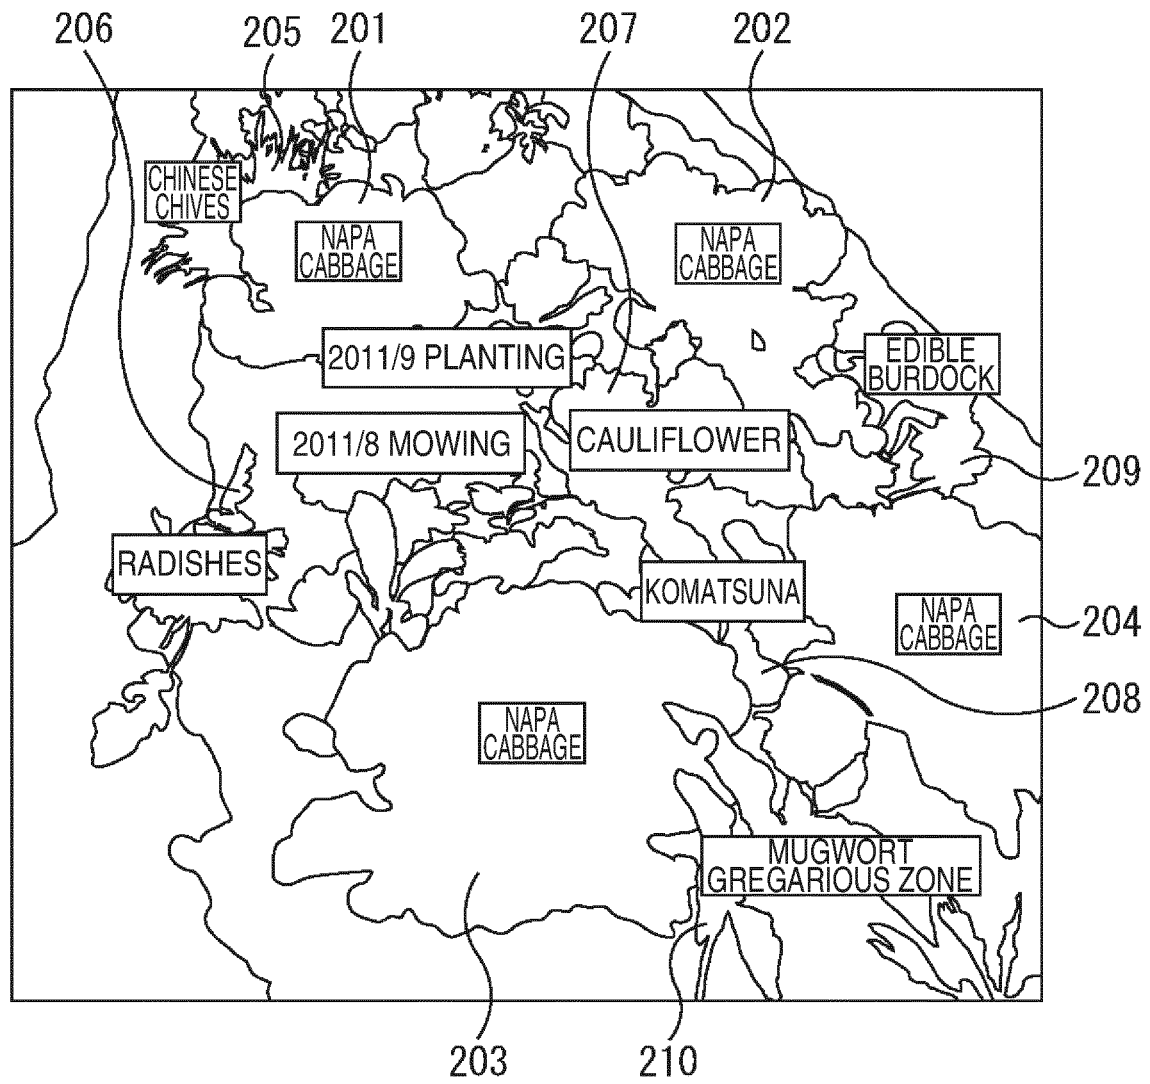 206
205
201
207
202
CHINESE
CHIVES
NAPA
CABBAGE
NAPA
CABBAGE
2011/9 PLANTING
EDIBLE
BURDOCK
2011/8 MOWING
CAULIFLOWER
209
RADISHES
KOMATSUNA
NAPA
CABBAGE
204
208
NAPA
CABBAGE
MUGWORT
GREGARIOUS ZONE
203
210